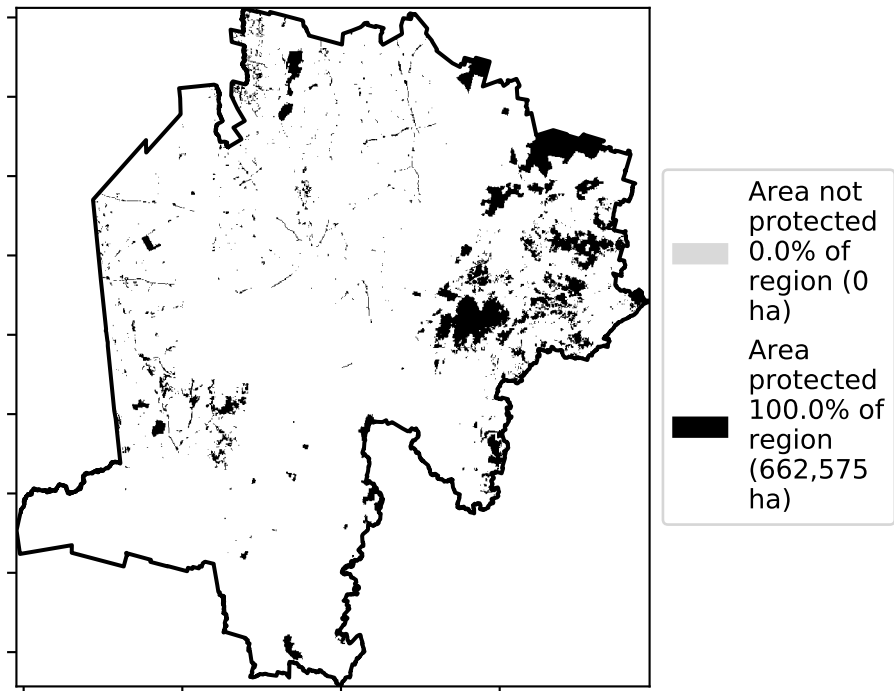 Area not
protected
0.0% of
region (0
ha)
Area
protected
100.0% of
region
(662,575
ha)